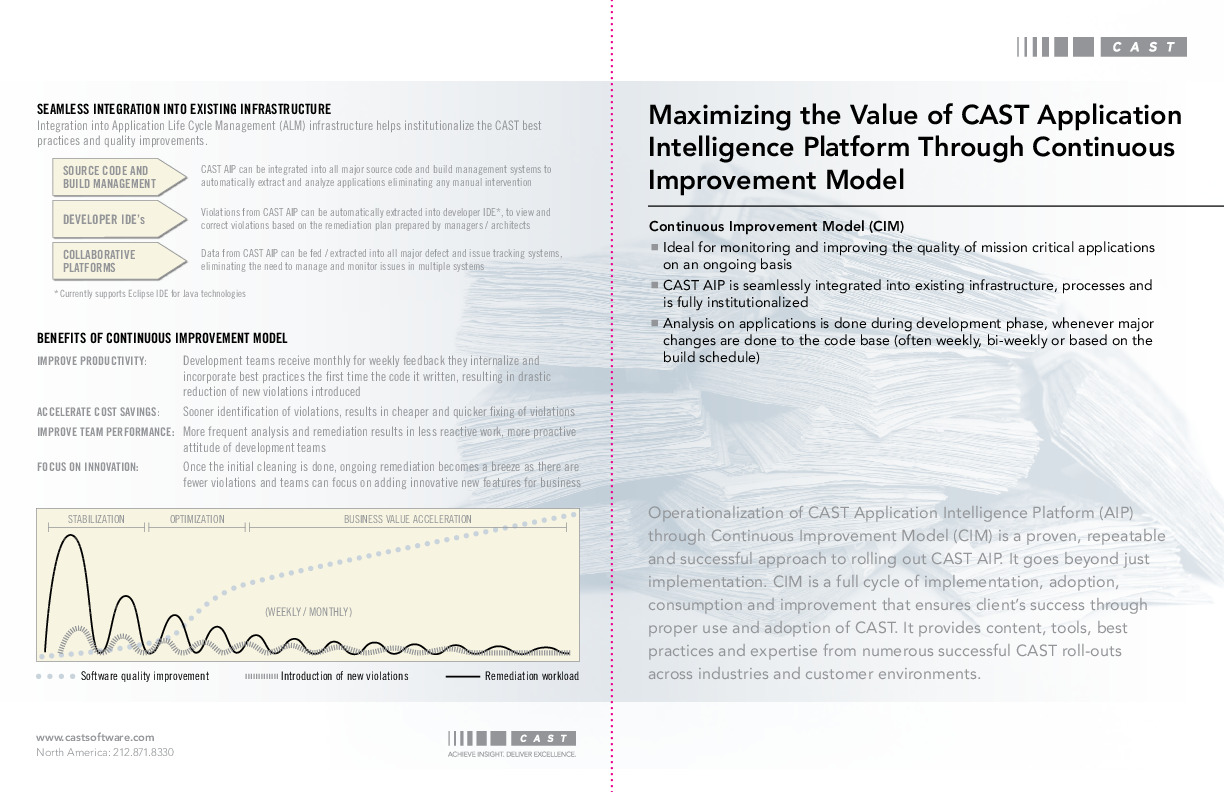 SEAMLESS INTEGRATION INTO EXISTING INFRASTRUCTURE
Integration into Application Life Cycle Management (ALM) infrastructure helps institutionalize the CAST best
practices and quality improvements.
SOURCE CODE AND
BUILD MANAGEMENT
CAST AIP can be integrated into all major source code and build management systems to
automatically extract and analyze applications eliminating any manual intervention
DEVELOPER IDE's
Violations from CAST AIP can be automatically extracted into developer IDE*, to view and
correct violations based on the remediation plan prepared by managers / architects
COLLABORATIVE
PLATFORMS
Data from CAST AIP can be fed / extracted into all major defect and issue tracking systems,
eliminating the need to manage and monitor issues in multiple systems
* Currently supports Eclipse IDE for Java technologies
BENEFITS OF CONTINUOUS IMPROVEMENT MODEL
IMPROVE PRODUCTIVITY:
Development teams receive monthly for weekly feedback they internalize and
incorporate best practices the first time the code it written, resulting in drastic
reduction of new violations introduced
ACCELERATE COST SAVINGS:
Sooner identification of violations, results in cheaper and quicker fixing of violations
IMPROVE TEAM PERFORMANCE:
More frequent analysis and remediation results in less reactive work, more proactive
attitude of development teams
FOCUS ON INNOVATION:
Once the initial cleaning is done, ongoing remediation becomes a breeze as there are
fewer violations and teams can focus on adding innovative new features for business
STABILIZATION
OPTIMIZATION
BUSINESS VALUE ACCELERATION
(WEEKLY / MONTHLY)
Software quality improvement
Introduction of new violations
Remediation workload
www.castsoftware.com
North America: 212.871.8330
CAST
ACHIEVE INSIGHT. DELIVER EXCELLENCE.
CAST
Maximizing the Value of CAST Application
Intelligence Platform Through Continuous
Improvement Model
Continuous Improvement Model (CIM)
Ideal for monitoring and improving the quality of mission critical applications
on an ongoing basis
CAST AIP is seamlessly integrated into existing infrastructure, processes and
is fully institutionalized
Analysis on applications is done during development phase, whenever major
changes are done to the code base (often weekly, bi-weekly or based on the
build schedule)
Operationalization of CAST Application Intelligence Platform (AIP)
through Continuous Improvement Model (CIM) is a proven, repeatable
and successful approach to rolling out CAST AIP. It goes beyond just
implementation. CIM is a full cycle of implementation, adoption,
consumption and improvement that ensures client's success through
proper use and adoption of CAST. It provides content, tools, best
practices and expertise from numerous successful CAST roll-outs
across industries and customer environments.